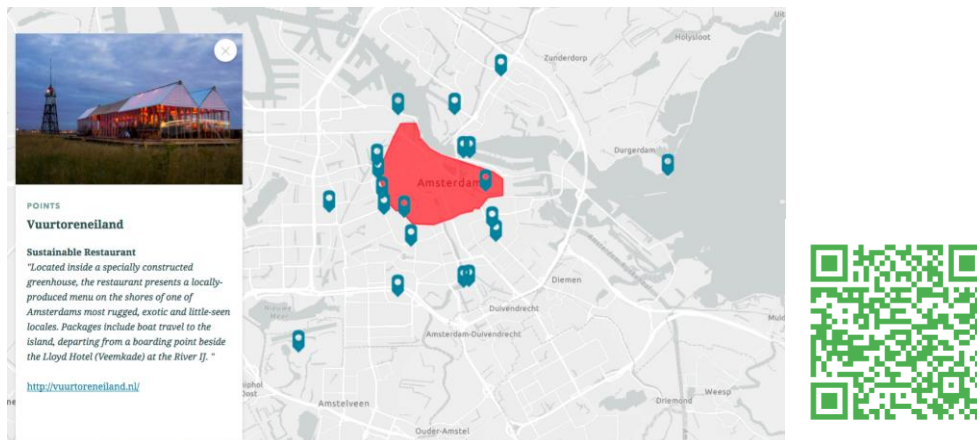 POINTS
Vuurtoreneiland
Sustainable Restaurant
"Located inside a specially constructed
greenhouse, the restaurant presents a locally-
produced menu on the shores of one of
Amsterdams most rugged, exotic and little-seen
locales. Packages include boat travel to the
island, departing from a boarding point beside
the Lloyd Hotel (Veemkade) at the River IJ. "
http://vuurtoreneiland.nl/
Holysloot
Zunderdorp
Durgerdam
Amsterdam
Diemen
Nieuwe
Meer
Duivendrecht
Amsterdam-Duivendrecht
Weesp
Driemond
Amstelveen
Ouder-Amstel